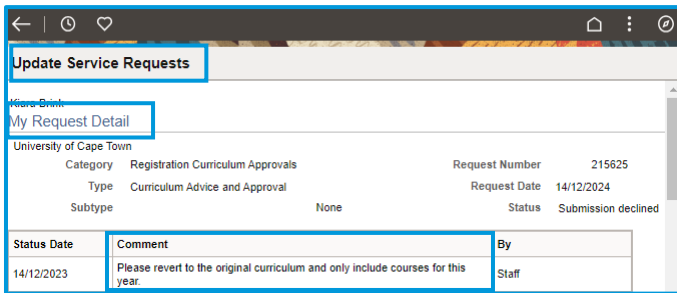 Update Service Requests
Kiara Brink
My Request Detail
University of Cape Town
Category Registration Curriculum Approvals Request Number 215625
Type Curriculum Advice and Approval Request Date 14/12/2024
Subtype None Status Submission declined
Status Date Comment By
14/12/2023 Please revert to the original curriculum and only include courses for this Staff
year.